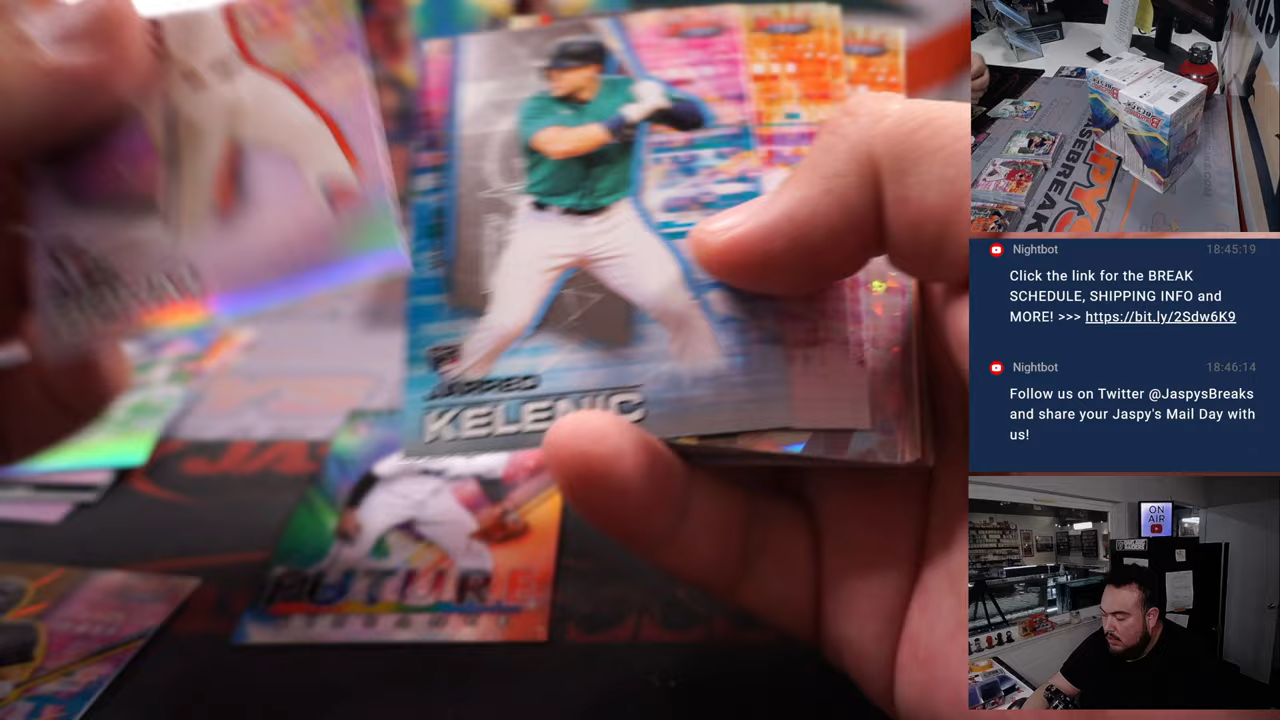 JARRED
KELENIC
FUTURE
Nightbot 18:45:19
Click the link for the BREAK
SCHEDULE, SHIPPING INFO and
MORE! >>> https://bit.ly/2Sdw6K9
Nightbot 18:46:14
Follow us on Twitter @JaspysBreaks
and share your Jaspy's Mail Day with
us!
ON
AIR